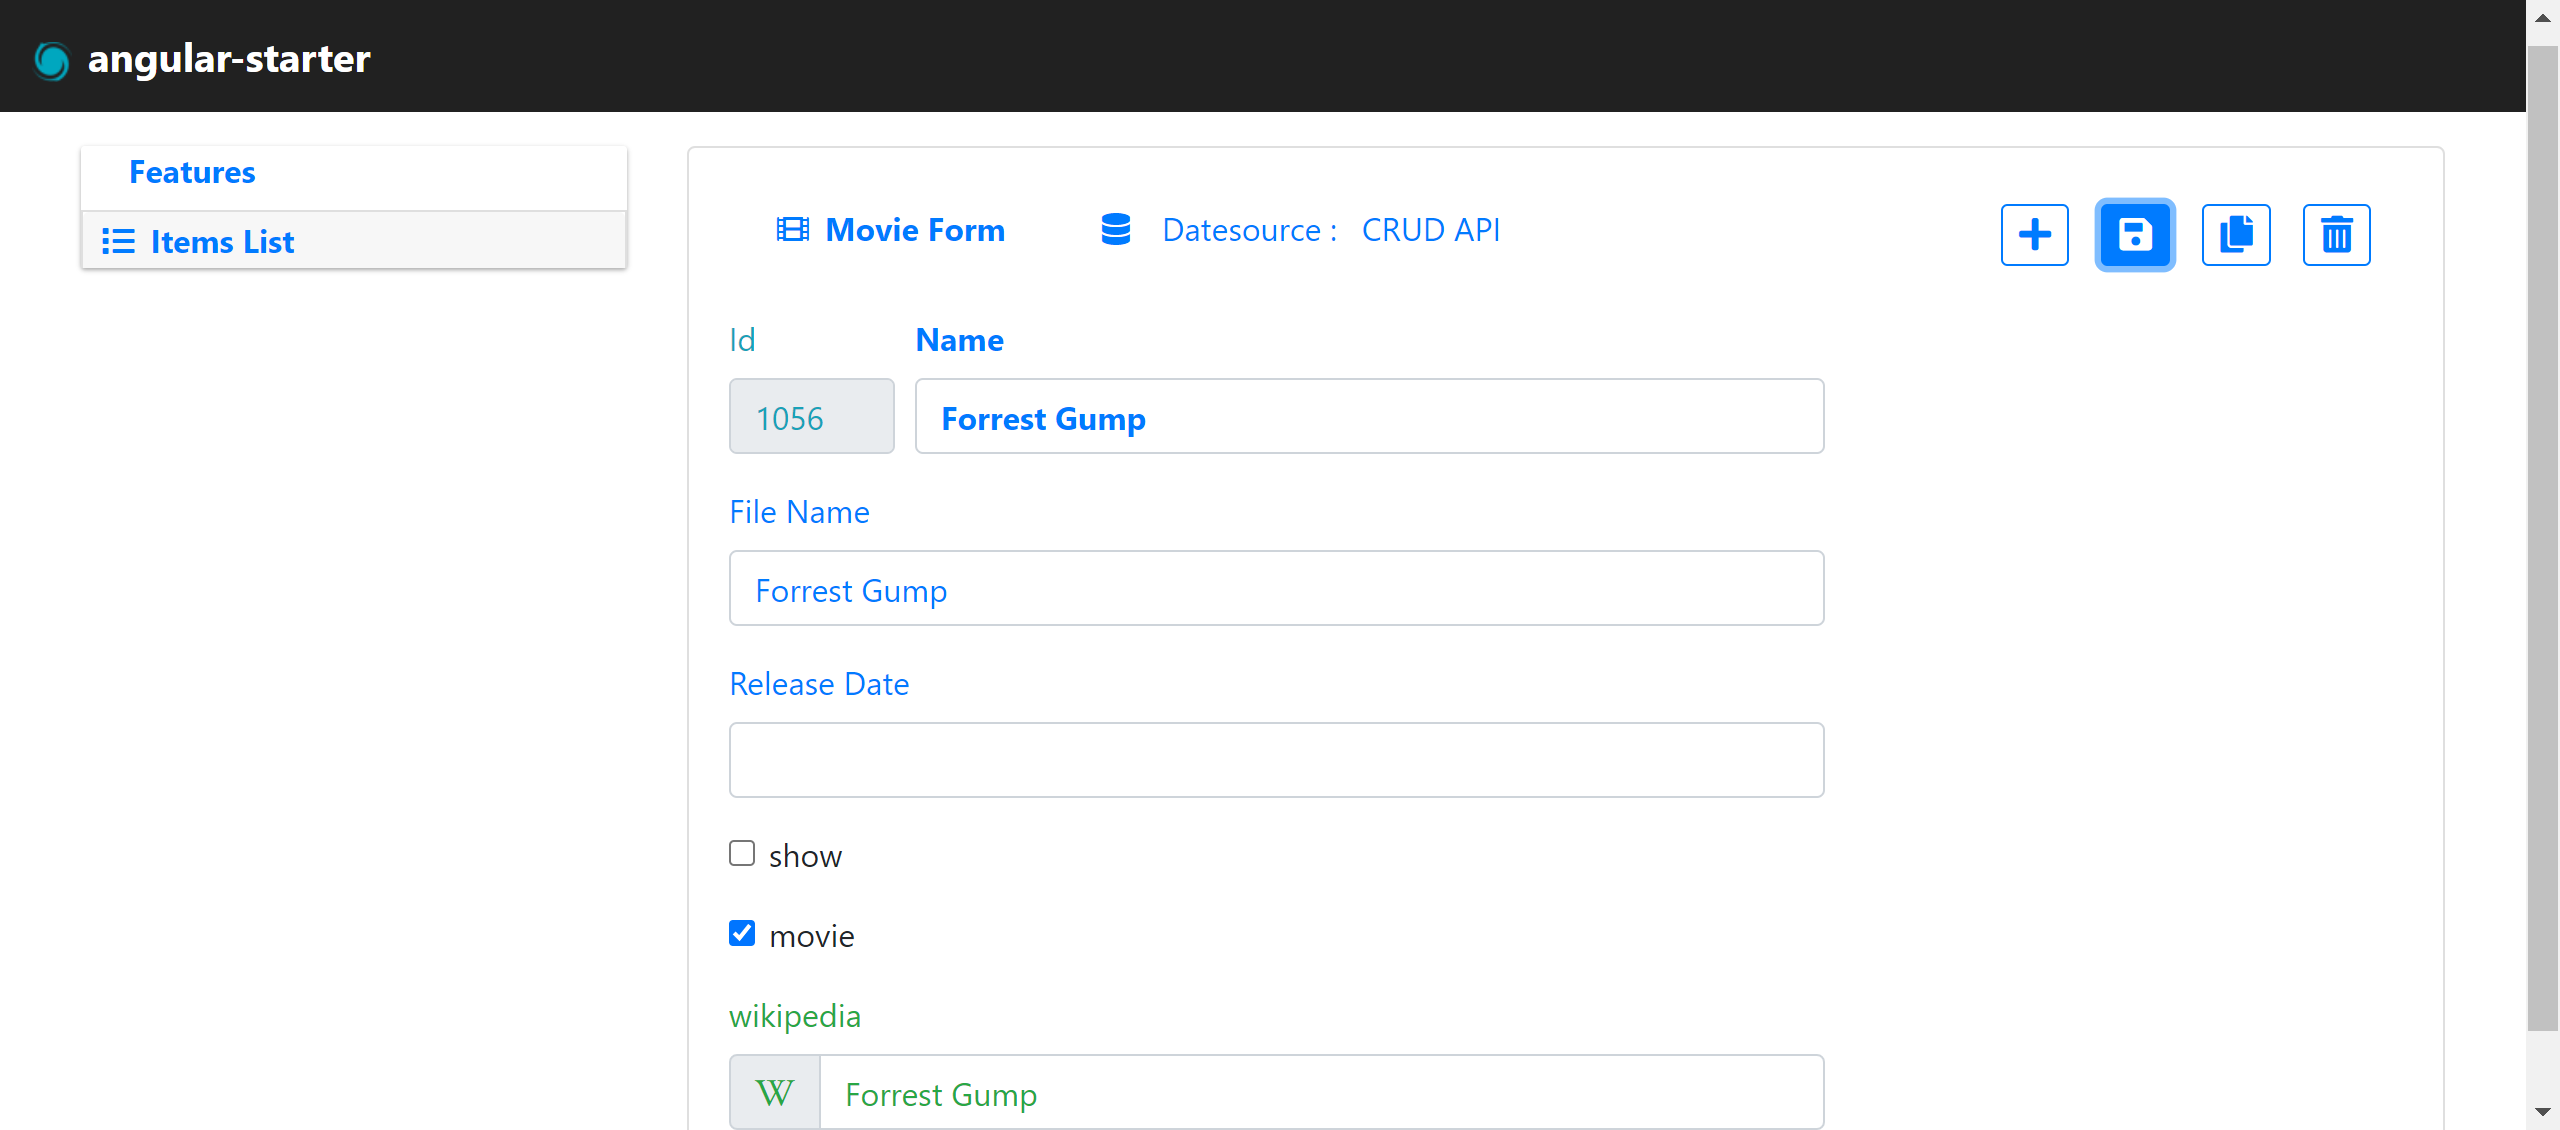 angular-starter
Features
Items List
Movie Form Datesource : CRUD API
Id Name
1056 Forrest Gump
File Name
Forrest Gump
Release Date
show
movie
wikipedia
W Forrest Gump